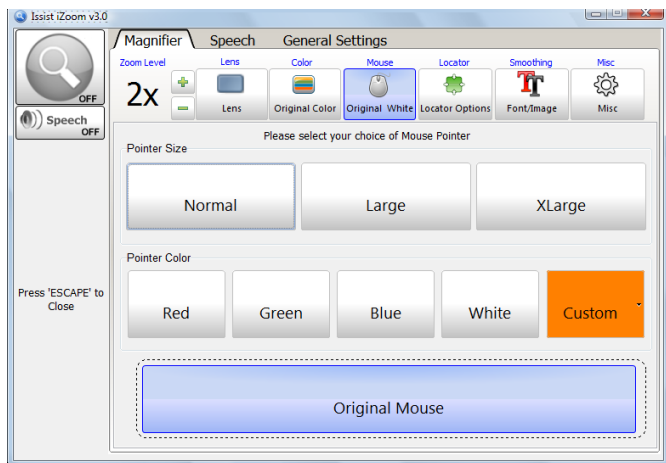 Issist iZoom v3.0
Magnifier Speech General Settings
Zoom Level Lens Color Mouse Locator Smoothing Misc
OFF
2x
Lens Original Color Original White Locator Options Font/Image Misc
Speech
OFF
Please select your choice of Mouse Pointer
Pointer Size
Normal Large XLarge
Pointer Color
Press 'ESCAPE' to
Close
Red Green Blue White Custom
Original Mouse